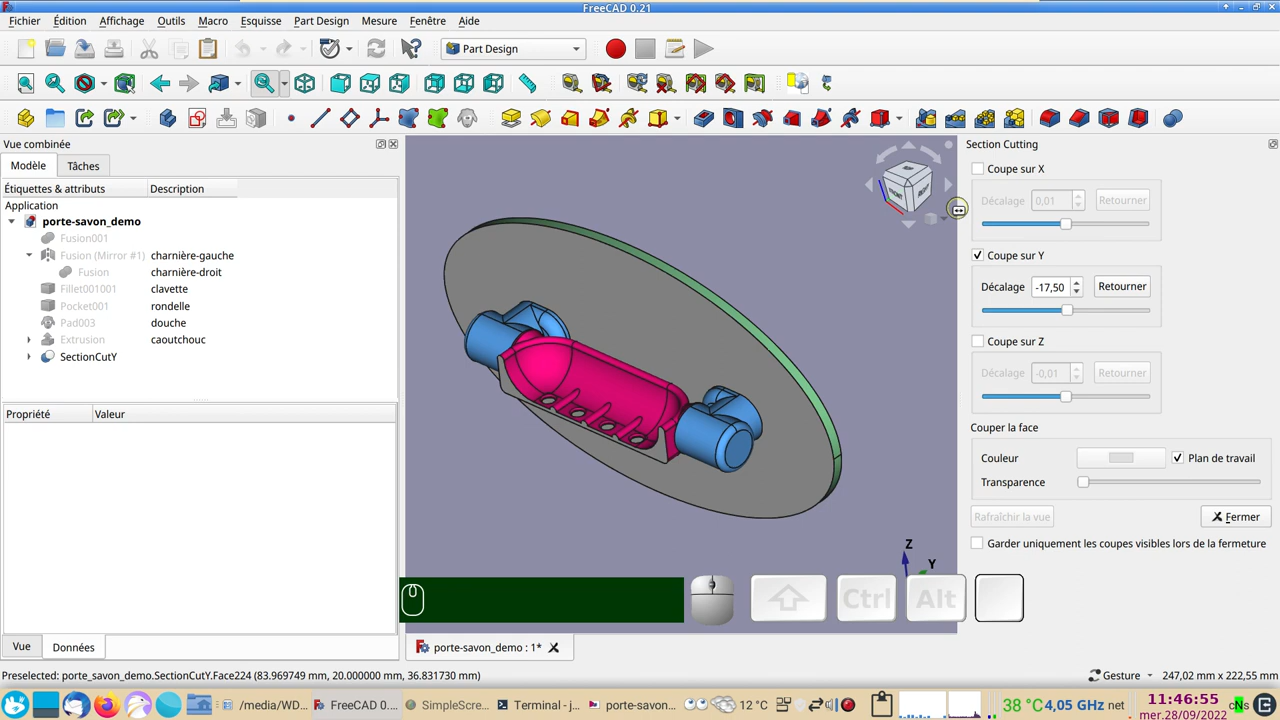 FreeCAD 0.21
Fichier Édition Affichage Outils Macro Esquisse Part Design Mesure Fenêtre Aide
Part Design
Vue combinée
Modèle Tâches
Étiquettes & attributs Description
Application
porte-savon_demo
Fusion001
Fusion (Mirror #1) charnière-gauche
Fusion charnière-droit
Fillet001001 clavette
Pocket001 rondelle
Pad003 douche
Extrusion caoutchouc
SectionCutY
Propriété Valeur
Vue Données
FRONT
RIGHT
Z
Y
Ctrl Alt
porte-savon_demo : 1*
Section Cutting
Coupe sur X
Décalage 0,01 Retourner
Coupe sur Y
Décalage -17,50 Retourner
Coupe sur Z
Décalage -0,01 Retourner
Couper la face
Couleur Plan de travail
Transparence
Rafraîchir la vue Fermer
Garder uniquement les coupes visibles lors de la fermeture
Preselected: porte_savon_demo.SectionCutY.Face224 (83.969749 mm, 20.000000 mm, 36.831730 mm)
Gesture 247,02 mm x 222,55 mm
/media/WD... FreeCAD 0.... SimpleScre... Terminal - j... porte-savon... 12 °C 38 °C 4,05 GHz net 11:46:55
mer.28/09/2022
cNs